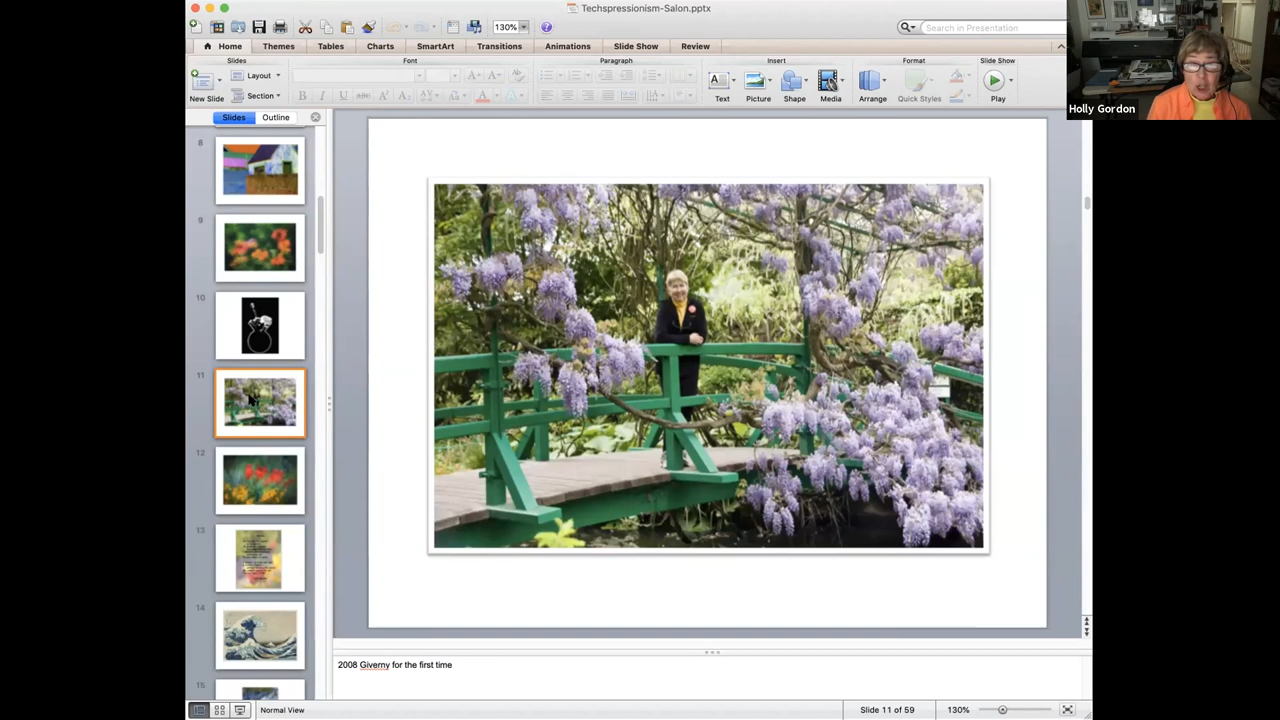 Techspressionism-Salon.pptx
130%
Search in Presentation
Home
Themes
Tables
Charts
SmartArt
Transitions
Animations
Slide Show
Review
Slides
Font
Paragraph
Insert
Format
Slide Show
New Slide
Layout
Section
Text
Picture
Shape
Media
Arrange
Quick Styles
Play
Holly Gordon
Slides
Outline
8
9
10
11
12
13
14
15
2008 Giverny for the first time
Normal View
Slide 11 of 59
130%